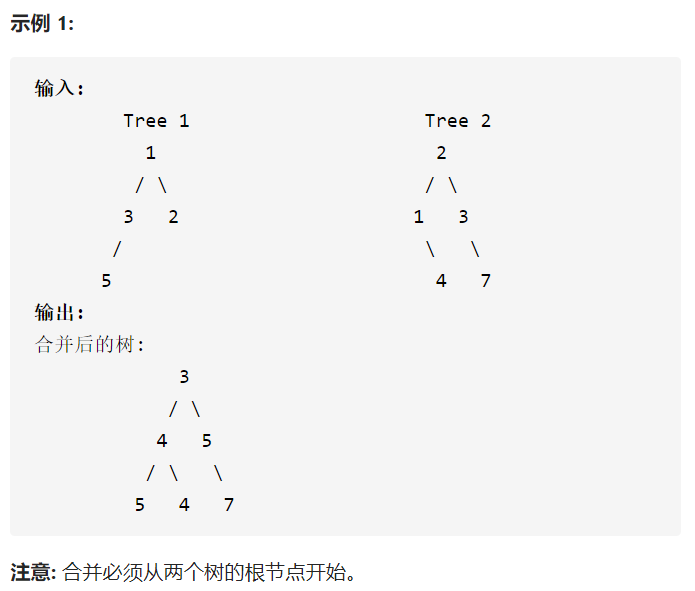 示例 1:
输入:
Tree 1 Tree 2
1 2
/ \ / \
3 2 1 3
/ \ \
5 4 7
输出:
合并后的树:
3
/ \
4 5
/ \ \
5 4 7
注意: 合并必须从两个树的根节点开始。